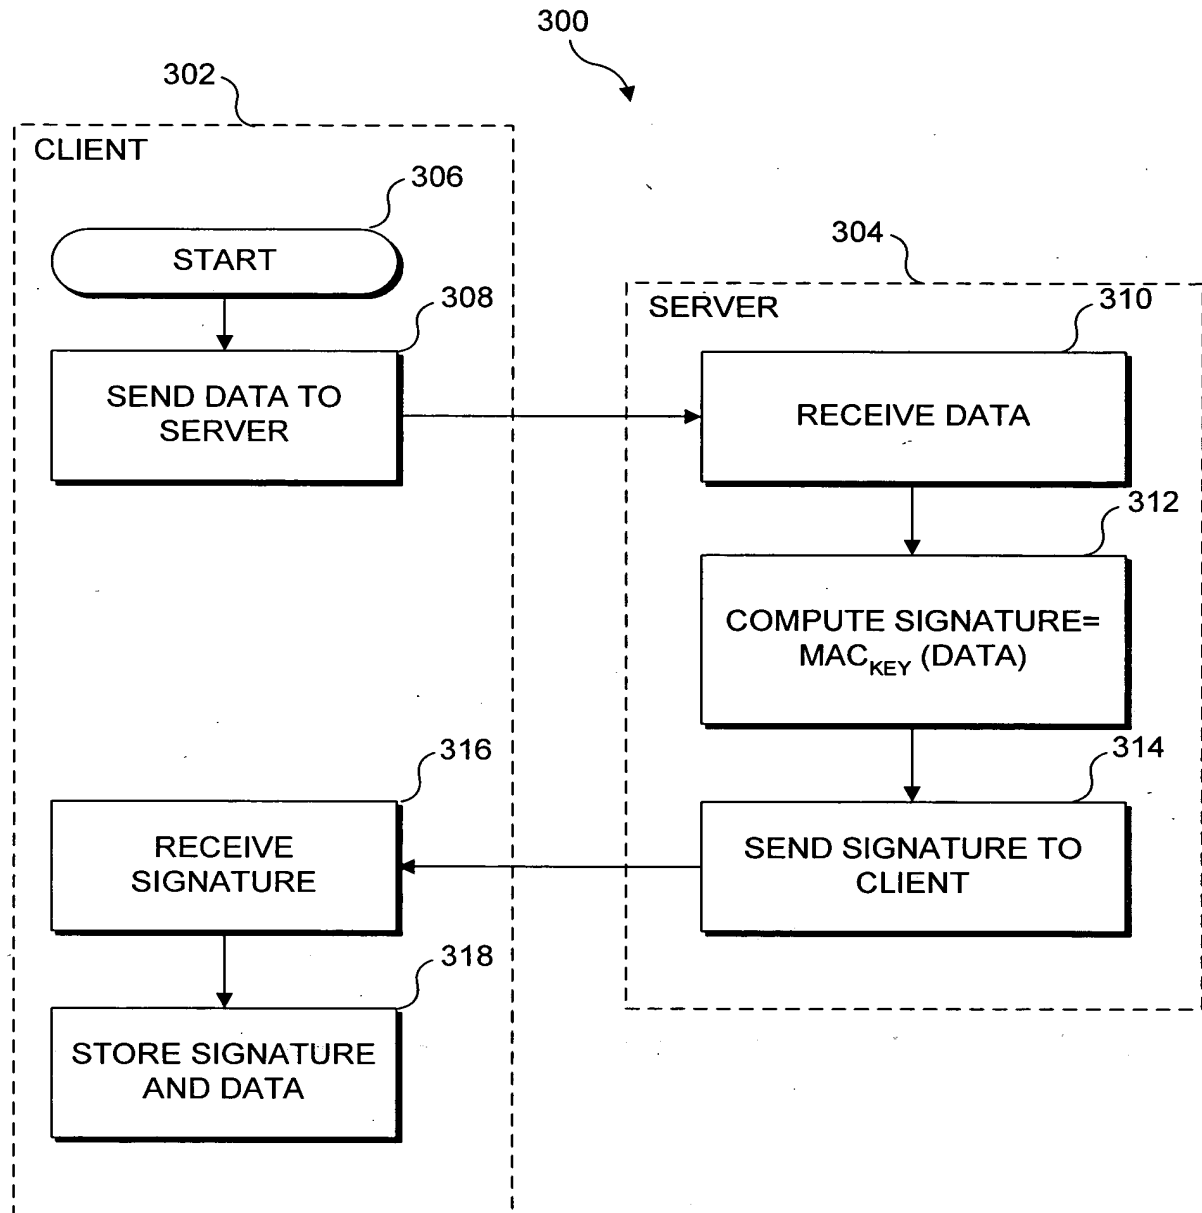 300
302
CLIENT
306
START
308
SEND DATA TO
SERVER
304
SERVER
310
RECEIVE DATA
312
COMPUTE SIGNATURE=
MAC_KEY (DATA)
314
SEND SIGNATURE TO
CLIENT
316
RECEIVE
SIGNATURE
318
STORE SIGNATURE
AND DATA